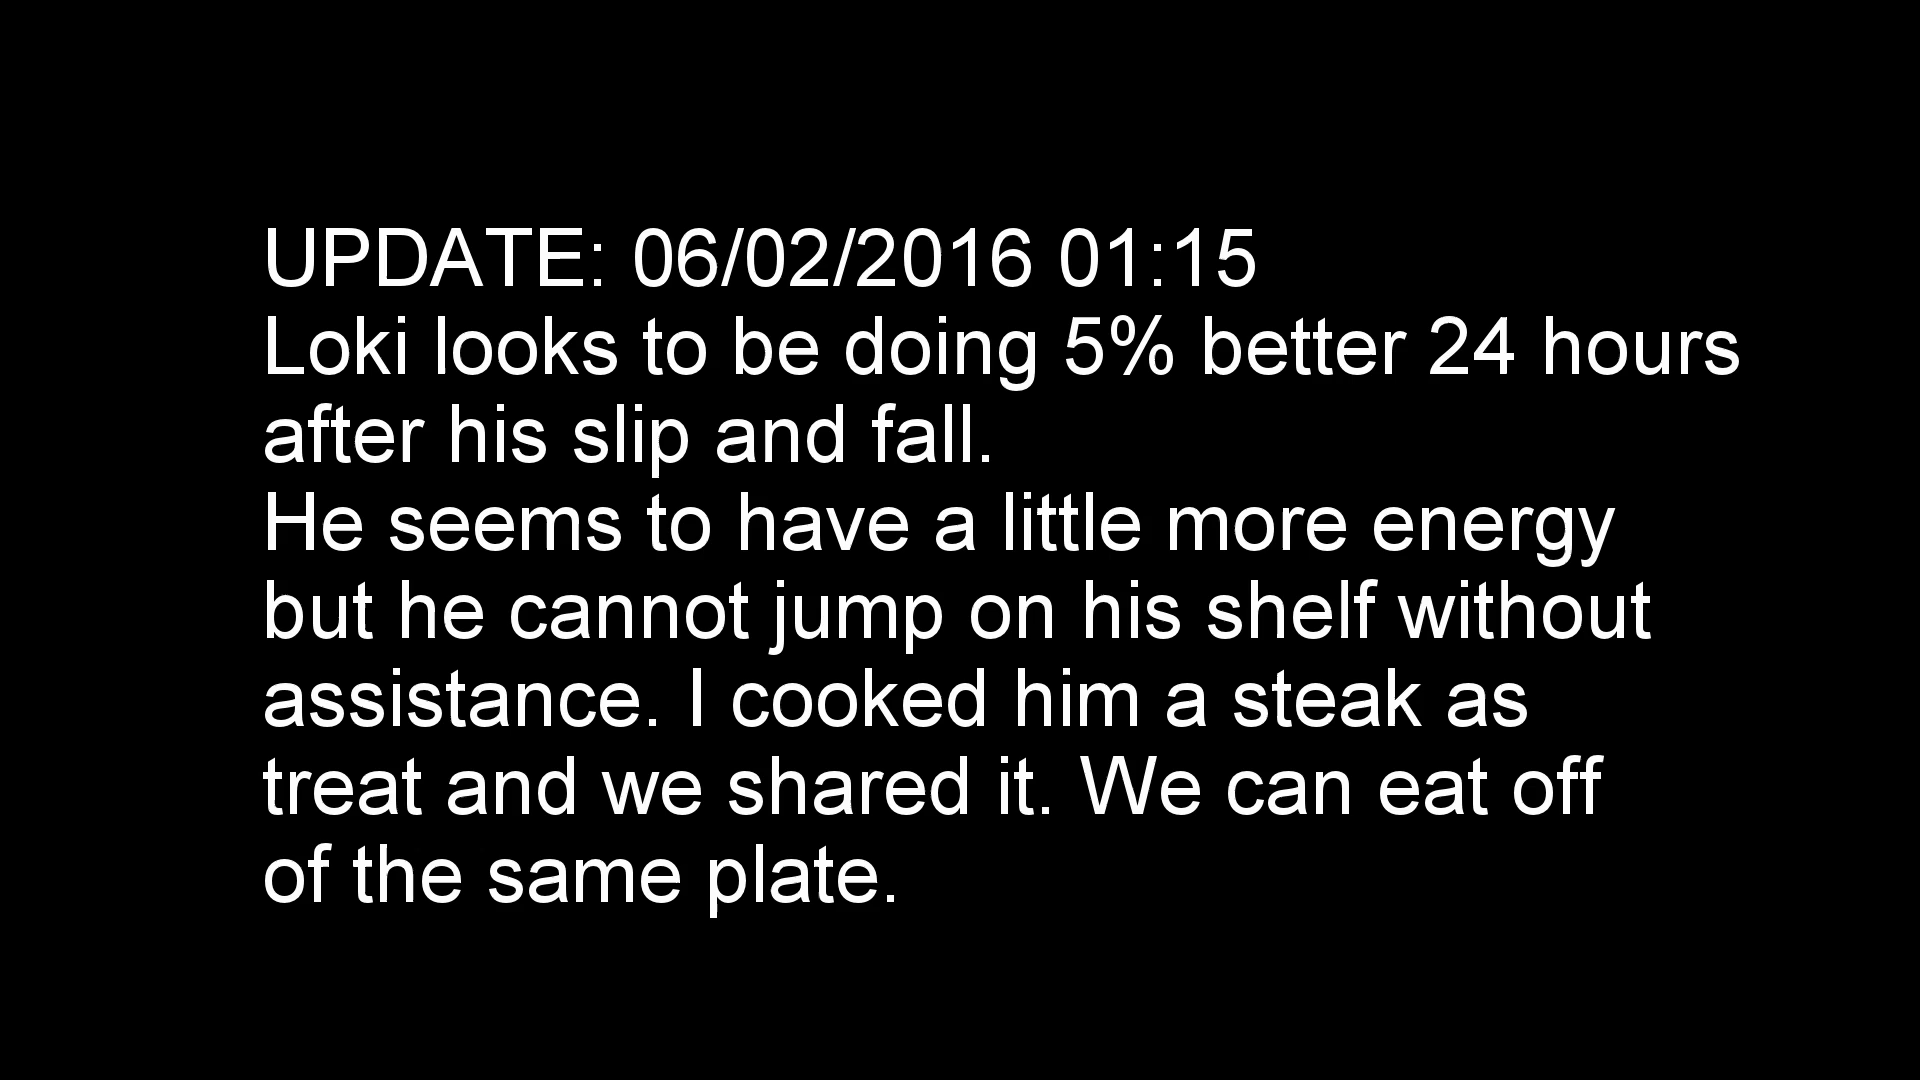 UPDATE: 06/02/2016 01:15
Loki looks to be doing 5% better 24 hours
after his slip and fall.
He seems to have a little more energy
but he cannot jump on his shelf without
assistance. I cooked him a steak as
treat and we shared it. We can eat off
of the same plate.